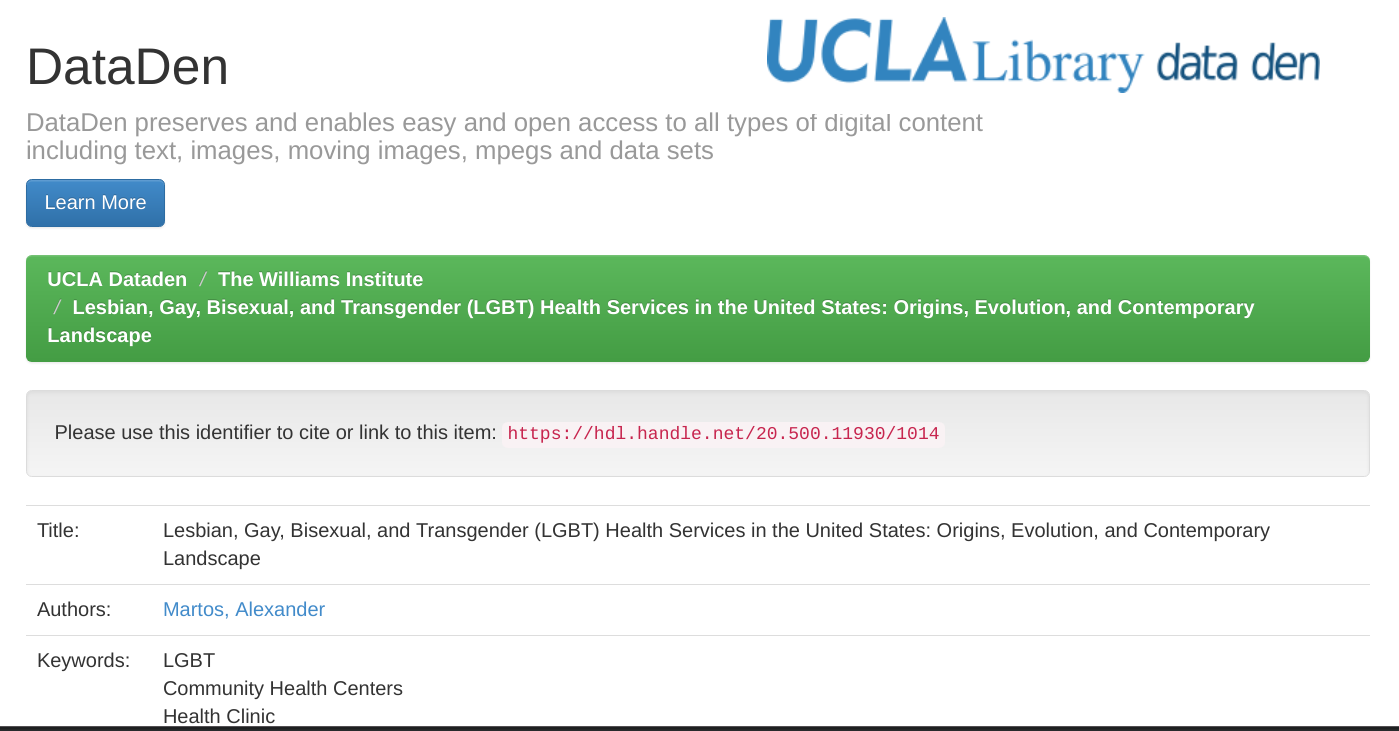 DataDen
UCLA Library data den
DataDen preserves and enables easy and open access to all types of digital content
including text, images, moving images, mpegs and data sets
Learn More
UCLA Dataden / The Williams Institute
/ Lesbian, Gay, Bisexual, and Transgender (LGBT) Health Services in the United States: Origins, Evolution, and Contemporary
Landscape
Please use this identifier to cite or link to this item: https://hdl.handle.net/20.500.11930/1014
Title: Lesbian, Gay, Bisexual, and Transgender (LGBT) Health Services in the United States: Origins, Evolution, and Contemporary
Landscape
Authors: Martos, Alexander
Keywords: LGBT
Community Health Centers
Health Clinic